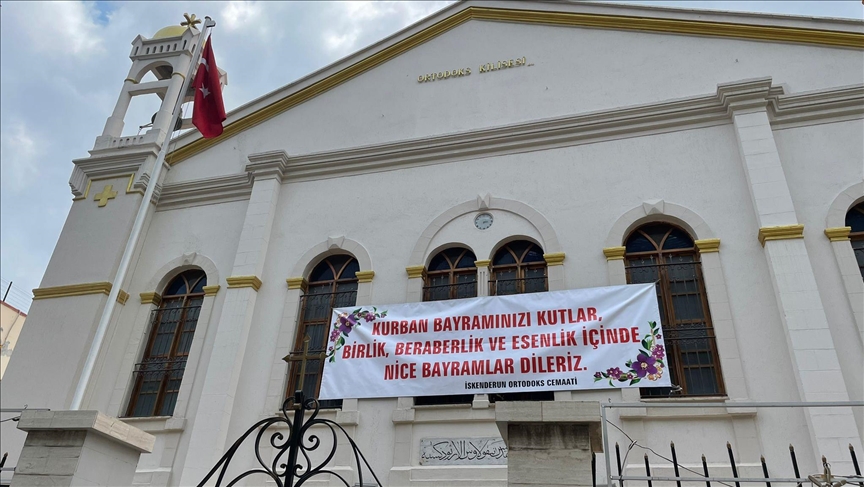 ORTODOKS KİLİSESİ
KURBAN BAYRAMINIZI KUTLAR,
BİRLİK, BERABERLİK VE ESENLİK İÇİNDE
NİCE BAYRAMLAR DİLERİZ.
İSKENDERUN ORTODOKS CEMAATİ